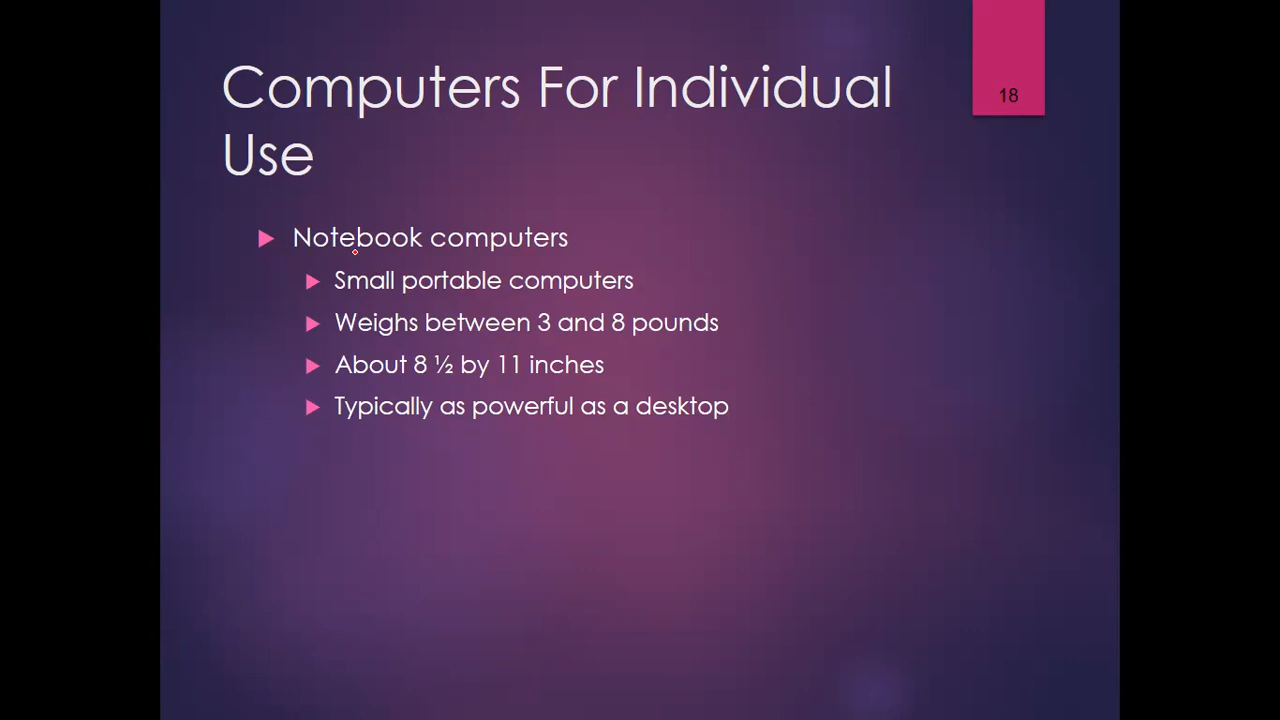 Computers For Individual
Use
18
Notebook computers
Small portable computers
Weighs between 3 and 8 pounds
About 8 ½ by 11 inches
Typically as powerful as a desktop